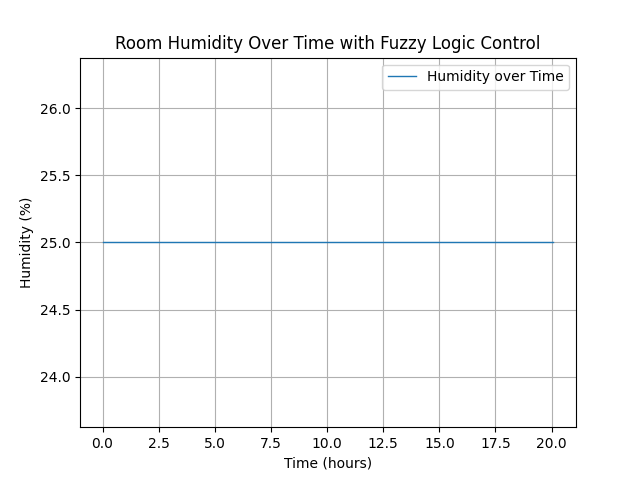 Room Humidity Over Time with Fuzzy Logic Control
Humidity over Time
26.0
25.5
25.0
24.5
24.0
Humidity (%)
0.0 2.5 5.0 7.5 10.0 12.5 15.0 17.5 20.0
Time (hours)